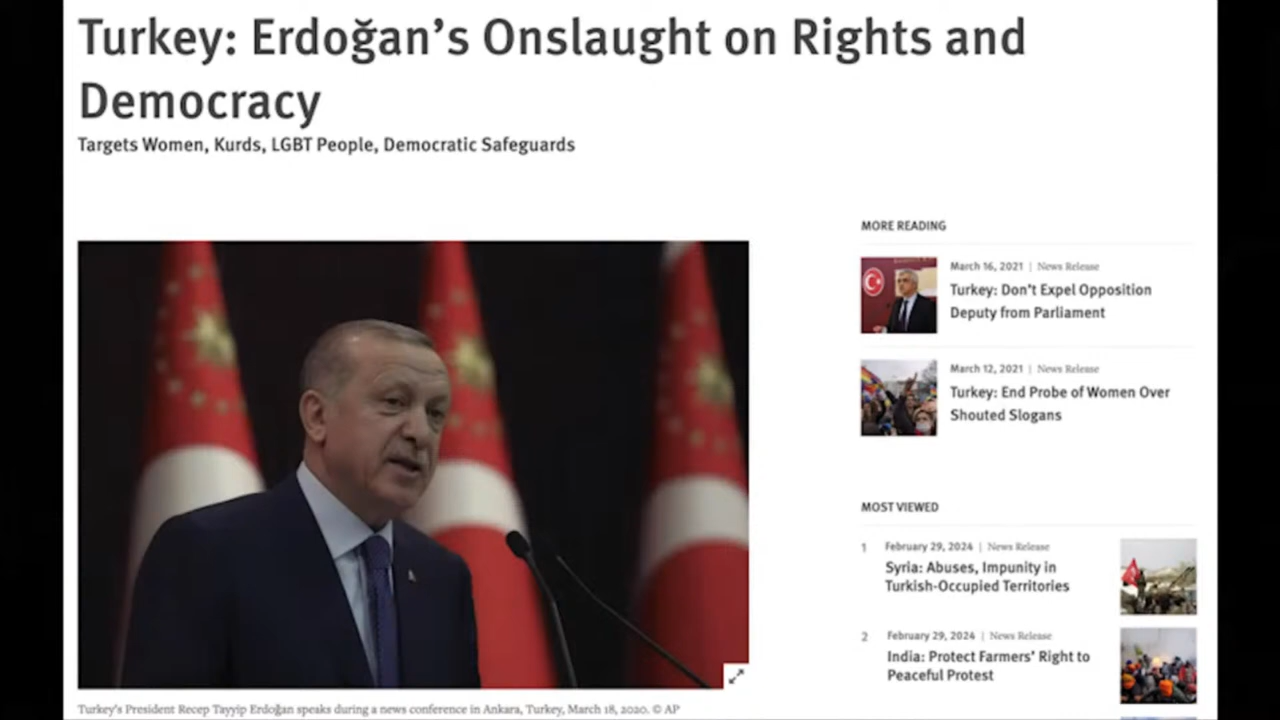 Turkey: Erdoğan’s Onslaught on Rights and
Democracy
Targets Women, Kurds, LGBT People, Democratic Safeguards
Turkey's President Recep Tayyip Erdoğan speaks during a news conference in Ankara, Turkey, March 18, 2020. © AP
MORE READING
March 16, 2021 | News Release
Turkey: Don’t Expel Opposition
Deputy from Parliament
March 12, 2021 | News Release
Turkey: End Probe of Women Over
Shouted Slogans
MOST VIEWED
1 February 29, 2024 | News Release
Syria: Abuses, Impunity in
Turkish-Occupied Territories
2 February 29, 2024 | News Release
India: Protect Farmers’ Right to
Peaceful Protest